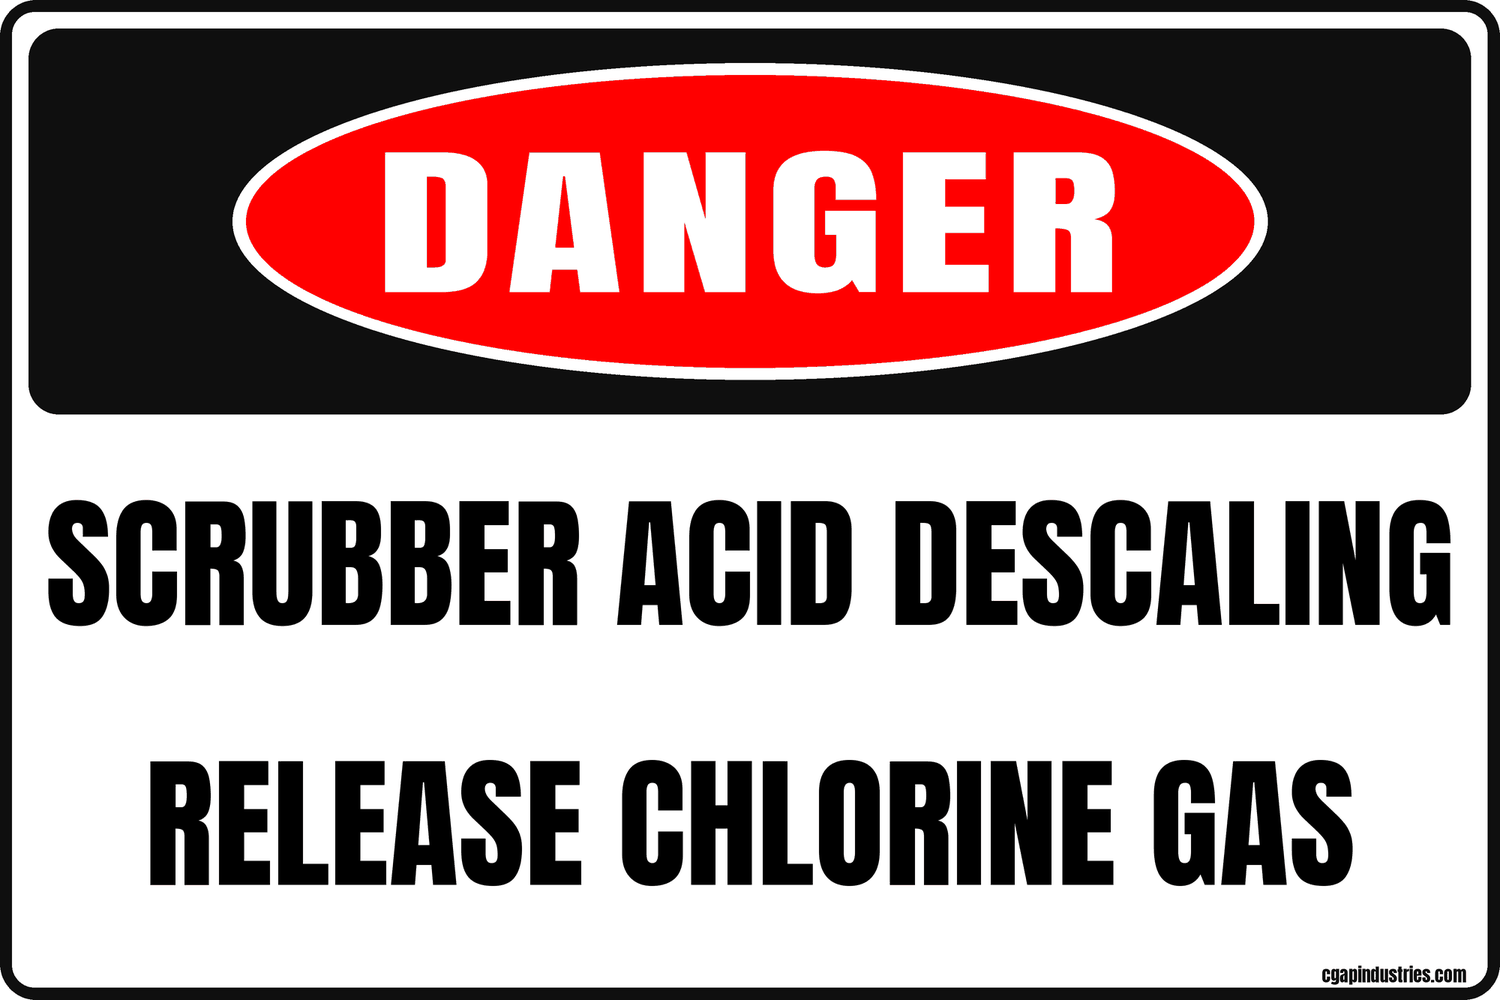 DANGER
SCRUBBER ACID DESCALING
RELEASE CHLORINE GAS
cgapindustries.com